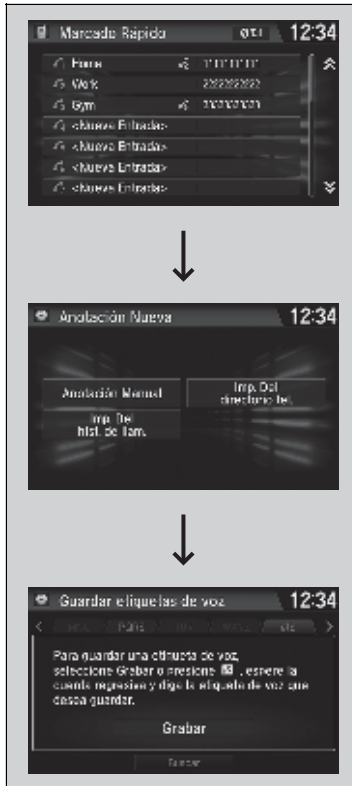 Marcado Rápido 12:34
Home 1111111111
Work 2222222222
Gym 3333333333
<Nueva Entrada>
<Nueva Entrada>
<Nueva Entrada>
<Nueva Entrada>
Anotación Nueva 12:34
Anotación Manual
Imp. Del
directorio tel.
Imp. Del
hist. de llam.
Guardar etiquetas de voz 12:34
Para guardar una etiqueta de voz,
seleccione Grabar o presione , espere la
cuenta regresiva y diga la etiqueta de voz que
desea guardar.
Grabar